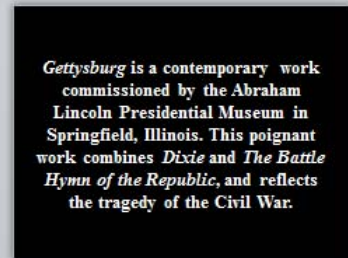 Gettysburg is a contemporary work
commissioned by the Abraham
Lincoln Presidential Museum in
Springfield, Illinois. This poignant
work combines Dixie and The Battle
Hymn of the Republic, and reflects
the tragedy of the Civil War.